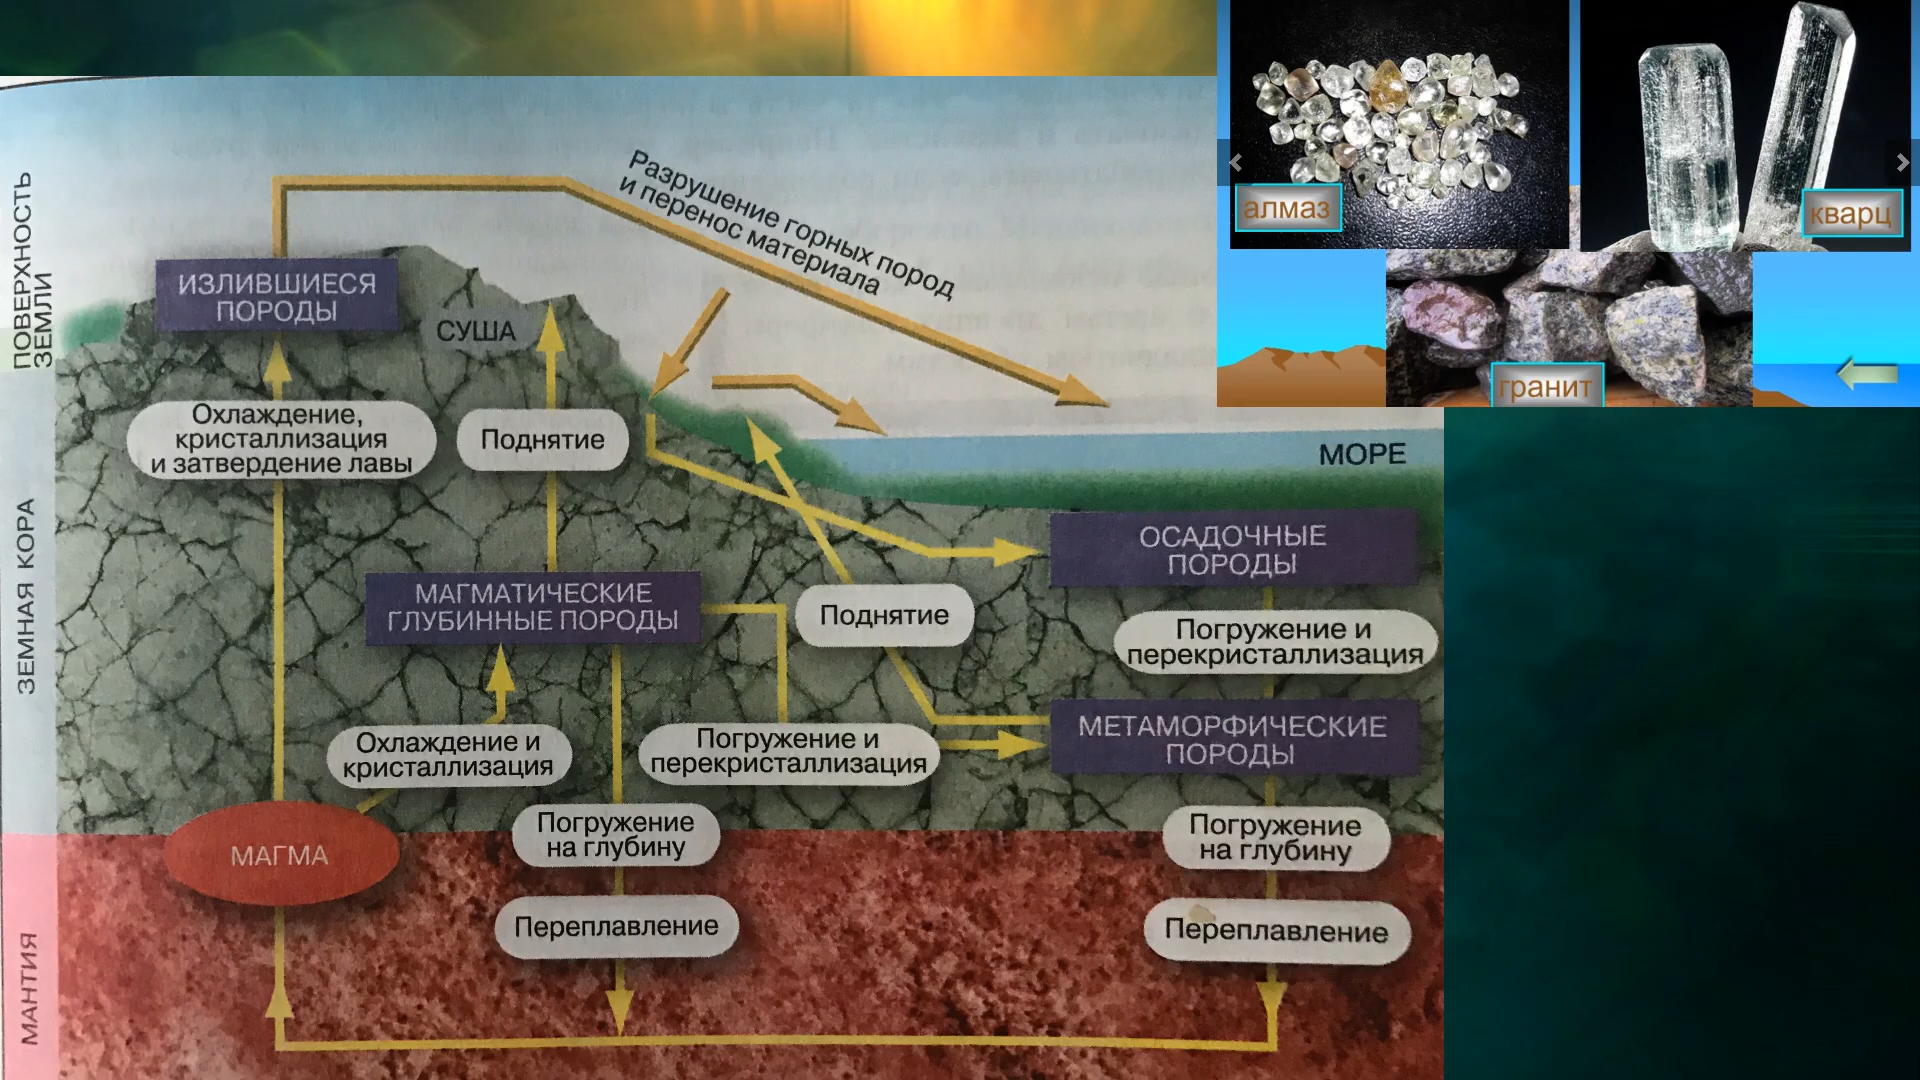 алмаз
кварц
гранит
ПОВЕРХНОСТЬ
ЗЕМЛИ
ЗЕМНАЯ КОРА
МАНТИЯ
Разрушение горных пород
и перенос материала
ИЗЛИВШИЕСЯ
ПОРОДЫ
СУША
Охлаждение,
кристаллизация
и затвердение лавы
Поднятие
МОРЕ
ОСАДОЧНЫЕ
ПОРОДЫ
МАГМАТИЧЕСКИЕ
ГЛУБИННЫЕ ПОРОДЫ
Поднятие
Погружение и
перекристаллизация
МЕТАМОРФИЧЕСКИЕ
ПОРОДЫ
Охлаждение и
кристаллизация
Погружение и
перекристаллизация
МАГМА
Погружение
на глубину
Погружение
на глубину
Переплавление
Переплавление